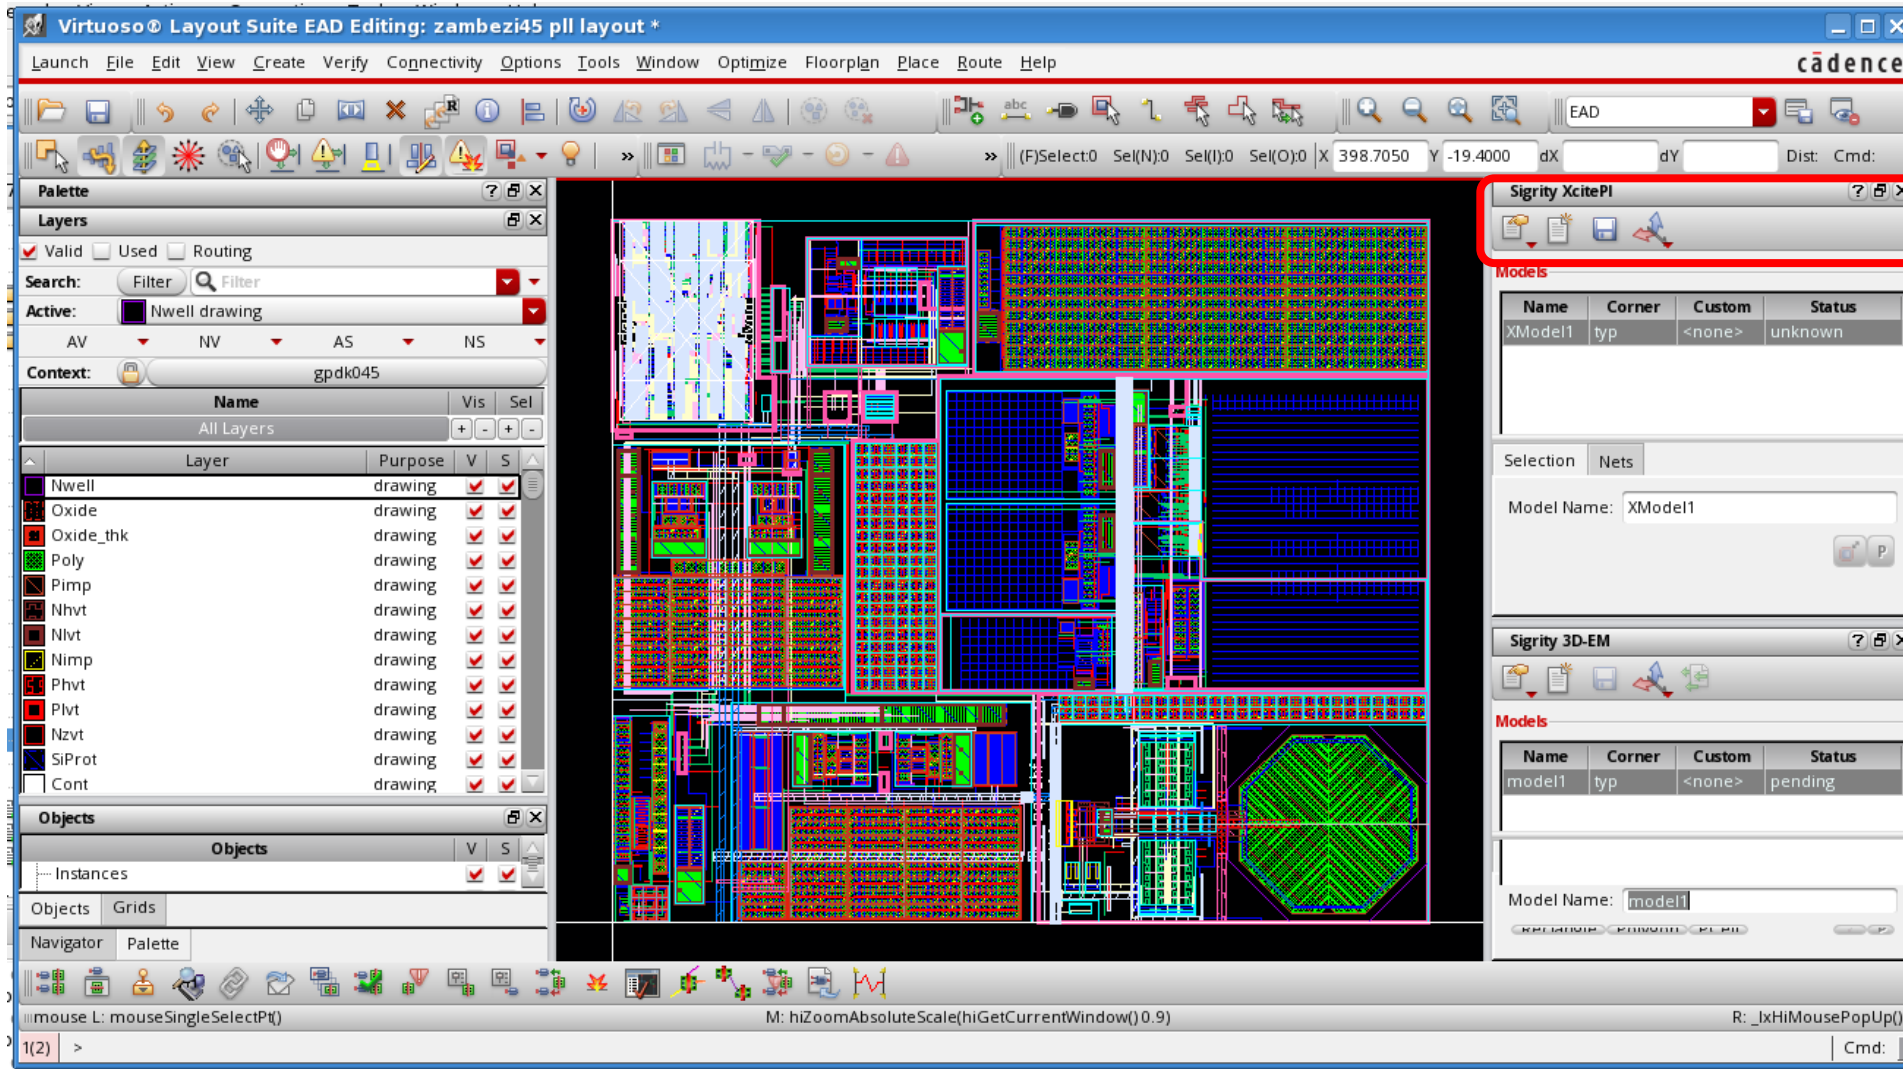 Virtuoso® Layout Suite EAD Editing: zambezi45 pll layout *
Launch File Edit View Create Verify Connectivity Options Tools Window Optimize Floorplan Place Route Help
cādence
abc
EAD
R
» » (F)Select:0 Sel(N):0 Sel(I):0 Sel(O):0 X 398.7050 Y -19.4000 dX dY Dist: Cmd:
Palette
Layers
Valid Used Routing
Search: Filter Filter
Active: Nwell drawing
AV NV AS NS
Context: gpdk045
Name Vis Sel
All Layers + - + -
Layer Purpose V S
Nwell drawing
Oxide drawing
Oxide_thk drawing
Poly drawing
Pimp drawing
Nhvt drawing
Nlvt drawing
Nimp drawing
Phvt drawing
Plvt drawing
Nzvt drawing
SiProt drawing
Cont drawing
Objects
Objects V S
Instances
Objects Grids
Navigator Palette
Sigrity XcitePI
Models
Name Corner Custom Status
XModel1 typ <none> unknown
Selection Nets
Model Name: XModel1
P
Sigrity 3D-EM
Models
Name Corner Custom Status
model1 typ <none> pending
Model Name: model1
mouse L: mouseSingleSelectPt() M: hiZoomAbsoluteScale(hiGetCurrentWindow() 0.9) R: _lxHiMousePopUp()
1(2) > Cmd: